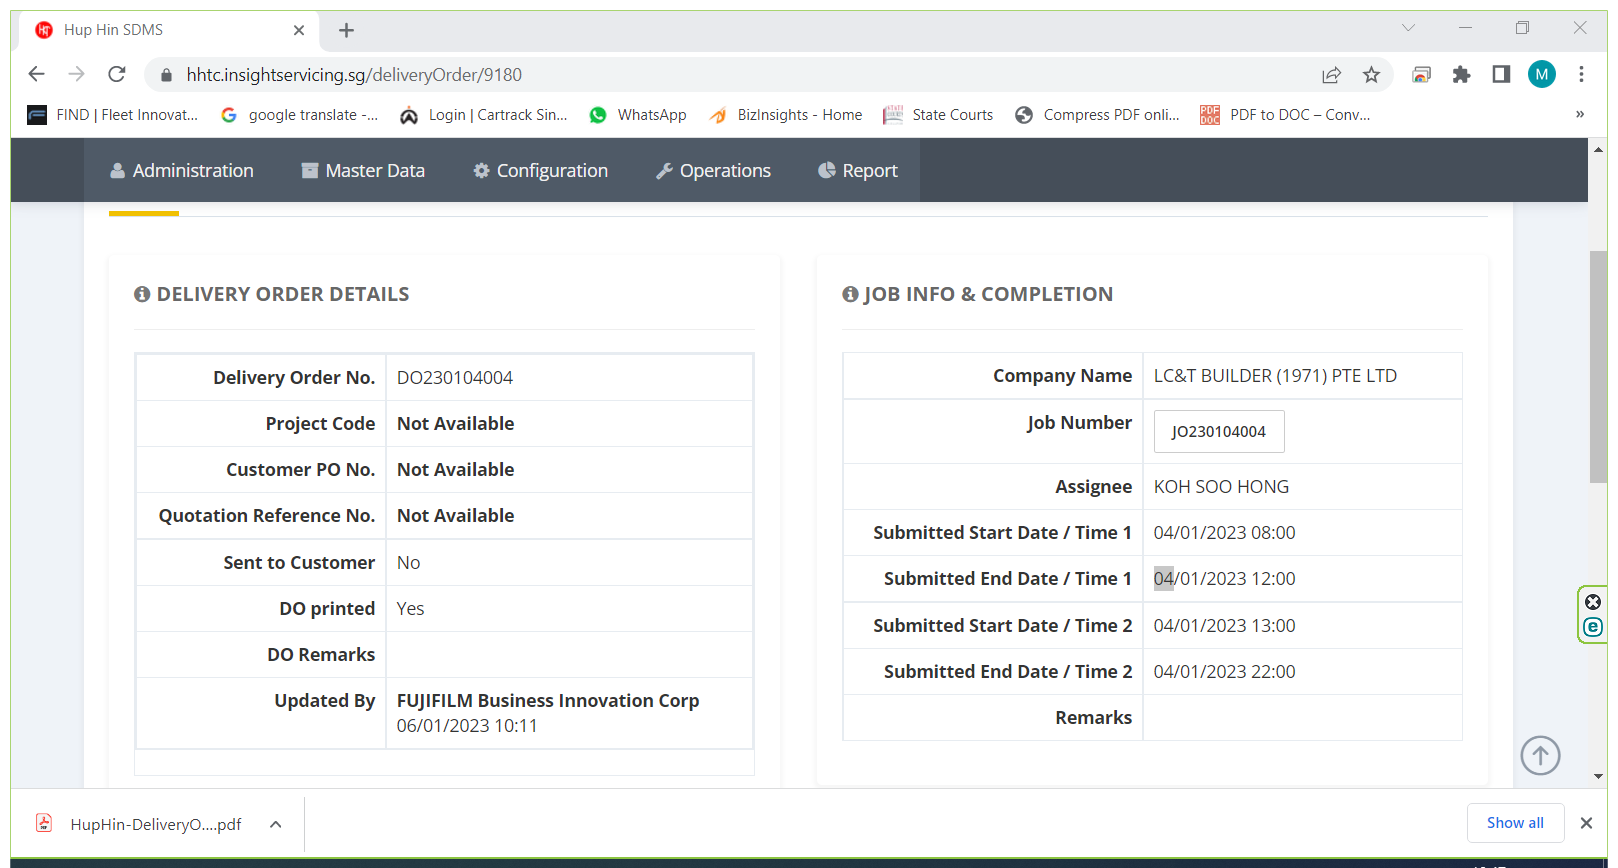 Hup Hin SDMS
hhtc.insightservicing.sg/deliveryOrder/9180
M
FIND | Fleet Innovat...
google translate -...
Login | Cartrack Sin...
WhatsApp
BizInsights - Home
State Courts
Compress PDF onli...
PDF to DOC – Conv...
»
Administration
Master Data
Configuration
Operations
Report
DELIVERY ORDER DETAILS
Delivery Order No. DO230104004
Project Code Not Available
Customer PO No. Not Available
Quotation Reference No. Not Available
Sent to Customer No
DO printed Yes
DO Remarks
Updated By FUJIFILM Business Innovation Corp
06/01/2023 10:11
JOB INFO & COMPLETION
Company Name LC&T BUILDER (1971) PTE LTD
Job Number JO230104004
Assignee KOH SOO HONG
Submitted Start Date / Time 1 04/01/2023 08:00
Submitted End Date / Time 1 04/01/2023 12:00
Submitted Start Date / Time 2 04/01/2023 13:00
Submitted End Date / Time 2 04/01/2023 22:00
Remarks
HupHin-DeliveryO....pdf
Show all